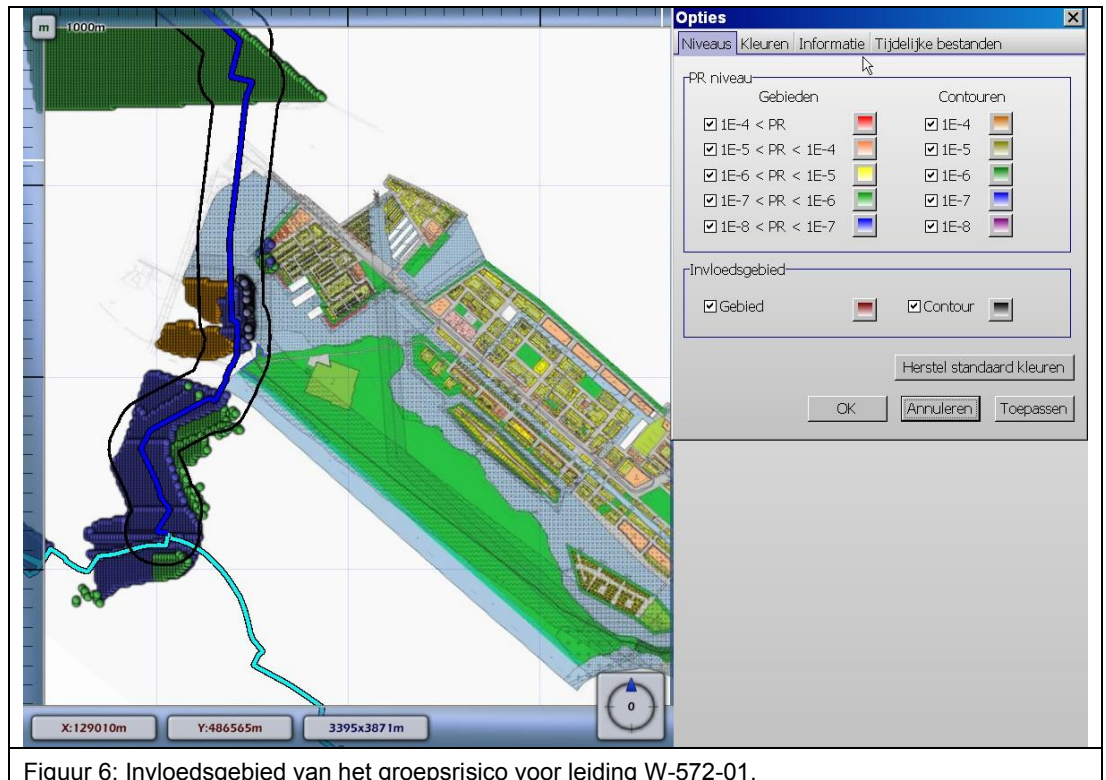 m 1000m
Opties
Niveaus Kleuren Informatie Tijdelijke bestanden
PR niveau
Gebieden Contouren
1E-4 < PR 1E-4
1E-5 < PR < 1E-4 1E-5
1E-6 < PR < 1E-5 1E-6
1E-7 < PR < 1E-6 1E-7
1E-8 < PR < 1E-7 1E-8
Invloedsgebied
Gebied Contour
Herstel standaard kleuren
OK Annuleren Toepassen
0
X:129010m Y:486565m 3395x3871m
Figuur 6: Invloedsgebied van het groepsrisico voor leiding W-572-01.